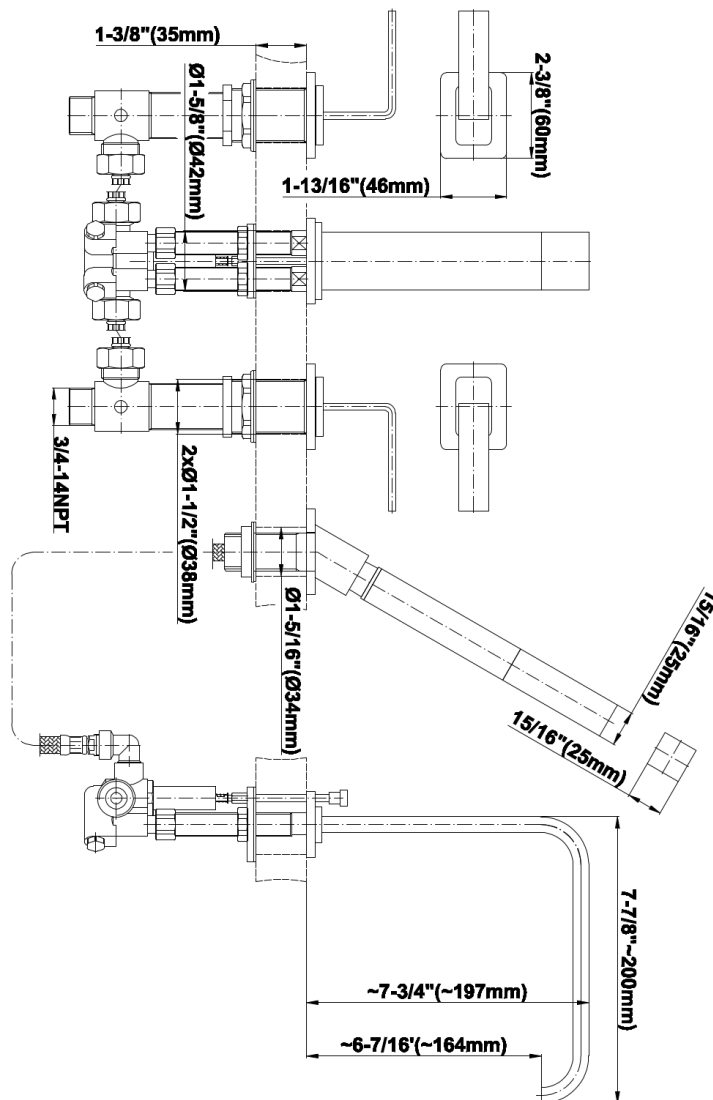 1-3/8"(35mm)
Ø1-5/8"(Ø42mm)
2-3/8"(60mm)
1-13/16"(46mm)
3/4-14NPT
2xØ1-1/2"(Ø38mm)
Ø1-5/16"(Ø34mm)
15/16"(25mm)
15/16"(25mm)
7-7/8"~200mm)
~7-3/4"(~197mm)
~6-7/16'(~164mm)